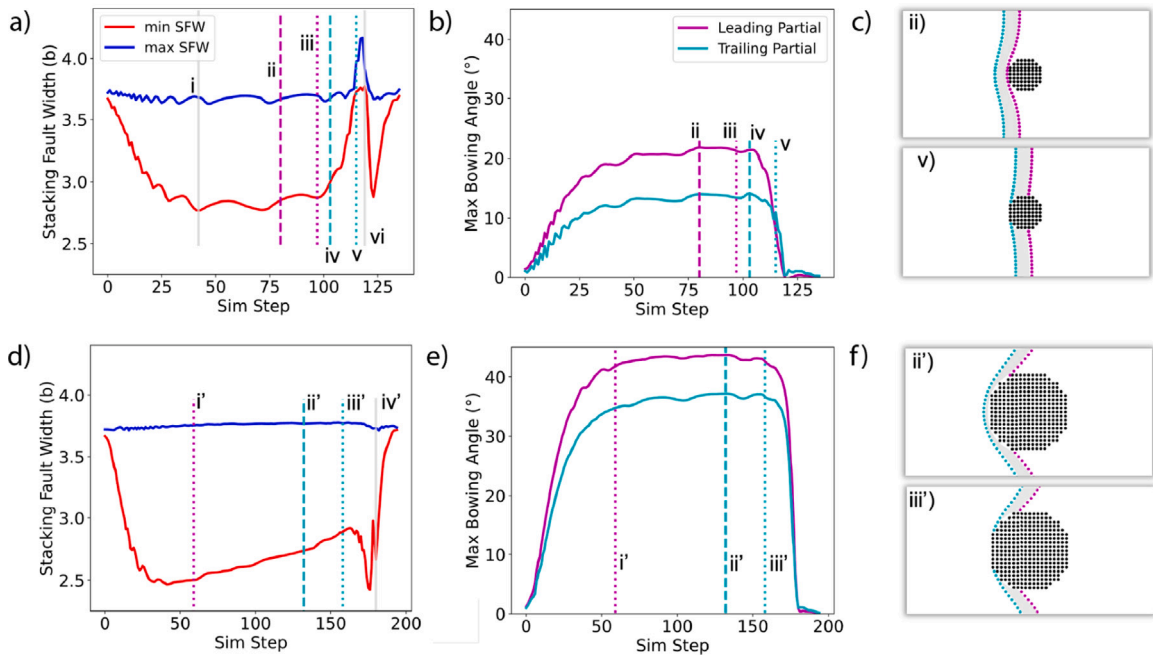 a)
min SFW
max SFW
i
ii
iii
iv
v
vi
4.0
3.5
3.0
2.5
Stacking Fault Width (b)
0
25
50
75
100
125
Sim Step
b)
Leading Partial
Trailing Partial
ii
iii
iv
v
40
30
20
10
0
Max Bowing Angle (°)
0
25
50
75
100
125
Sim Step
c)
ii)
v)
d)
i’
ii’
iii’
iv’
4.0
3.5
3.0
2.5
Stacking Fault Width (b)
0
50
100
150
200
Sim Step
e)
i’
ii’
iii’
40
30
20
10
0
Max Bowing Angle (°)
0
50
100
150
200
Sim Step
f)
ii’)
iii’)